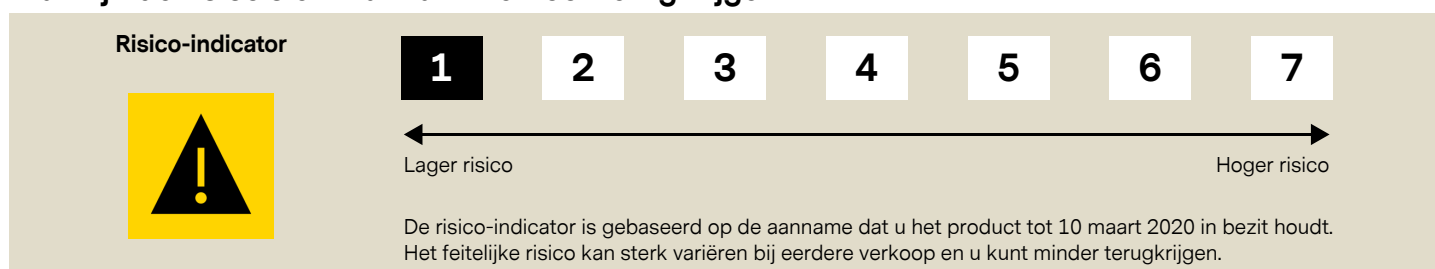 Risico-indicator
1 2 3 4 5 6 7
Lager risico Hoger risico
De risico-indicator is gebaseerd op de aanname dat u het product tot 10 maart 2020 in bezit houdt.
Het feitelijke risico kan sterk variëren bij eerdere verkoop en u kunt minder terugkrijgen.